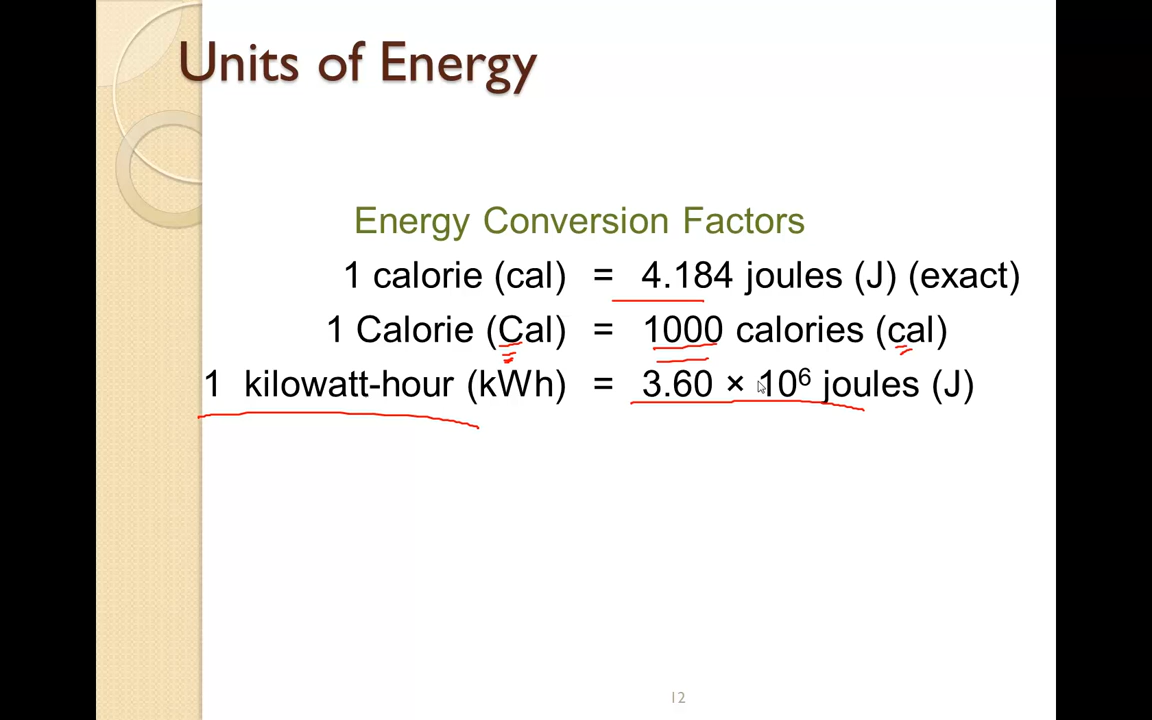 Units of Energy
Energy Conversion Factors
1 calorie (cal) = 4.184 joules (J) (exact)
1 Calorie (Cal) = 1000 calories (cal)
1 kilowatt-hour (kWh) = 3.60 × 10⁶ joules (J)
12